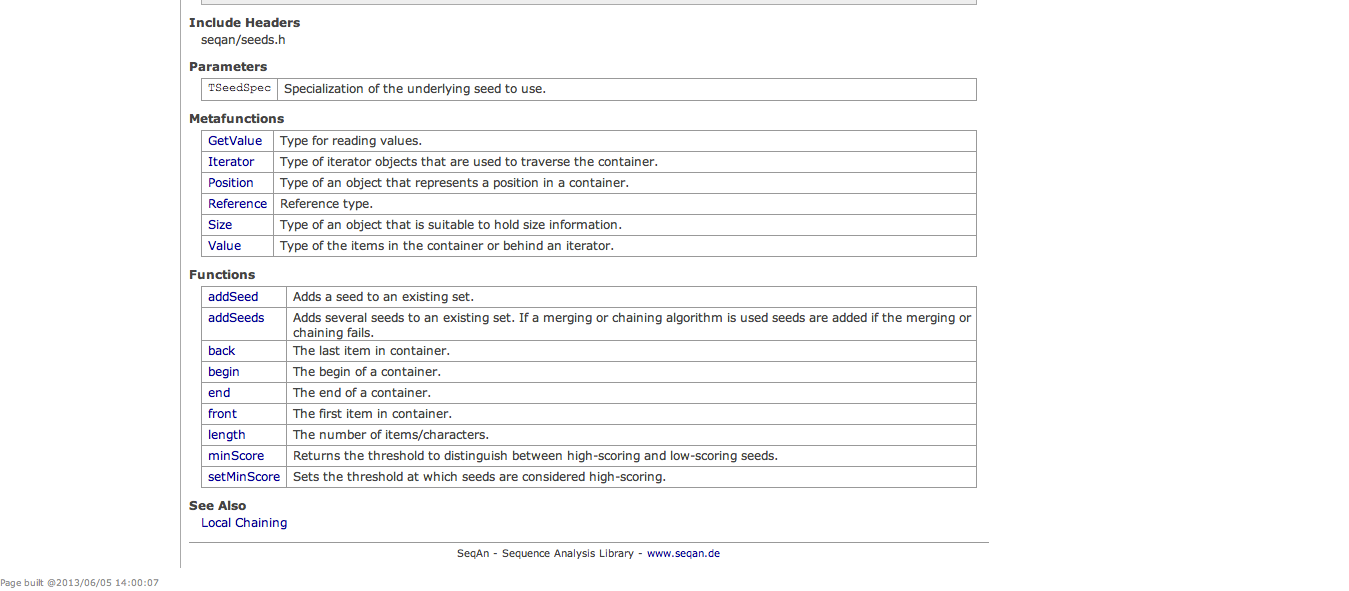 Include Headers
seqan/seeds.h
Parameters
TSeedSpec Specialization of the underlying seed to use.
Metafunctions
GetValue Type for reading values.
Iterator Type of iterator objects that are used to traverse the container.
Position Type of an object that represents a position in a container.
Reference Reference type.
Size Type of an object that is suitable to hold size information.
Value Type of the items in the container or behind an iterator.
Functions
addSeed Adds a seed to an existing set.
addSeeds Adds several seeds to an existing set. If a merging or chaining algorithm is used seeds are added if the merging or
chaining fails.
back The last item in container.
begin The begin of a container.
end The end of a container.
front The first item in container.
length The number of items/characters.
minScore Returns the threshold to distinguish between high-scoring and low-scoring seeds.
setMinScore Sets the threshold at which seeds are considered high-scoring.
See Also
Local Chaining
SeqAn - Sequence Analysis Library - www.seqan.de
Page built @2013/06/05 14:00:07